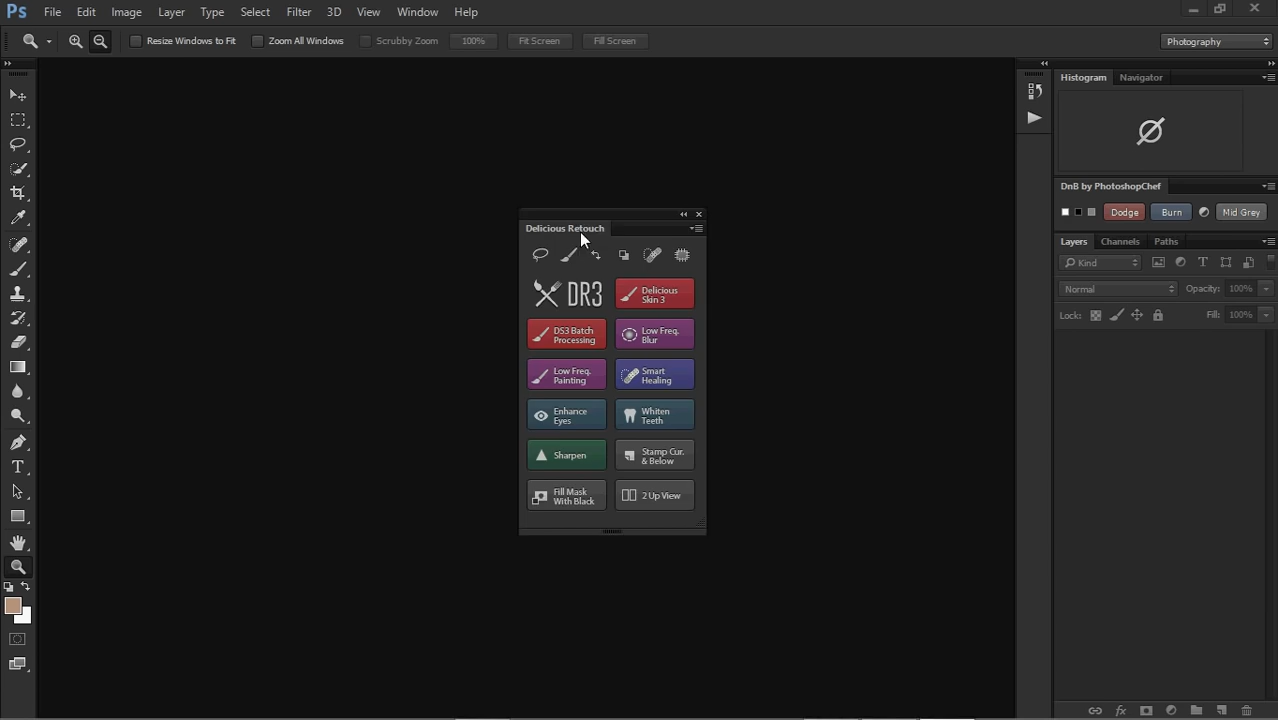 Ps File Edit Image Layer Type Select Filter 3D View Window Help
Resize Windows to Fit Zoom All Windows Scrubby Zoom 100% Fit Screen Fill Screen Photography
Histogram Navigator
DnB by PhotoshopChef
Dodge Burn Mid Grey
Layers Channels Paths
Kind
Normal Opacity: 100%
Lock: Fill: 100%
Delicious Retouch
DR3
Delicious
Skin 3
DS3 Batch
Processing
Low Freq.
Blur
Low Freq.
Painting
Smart
Healing
Enhance
Eyes
Whiten
Teeth
Sharpen
Stamp Cur.
& Below
Fill Mask
With Black
2 Up View